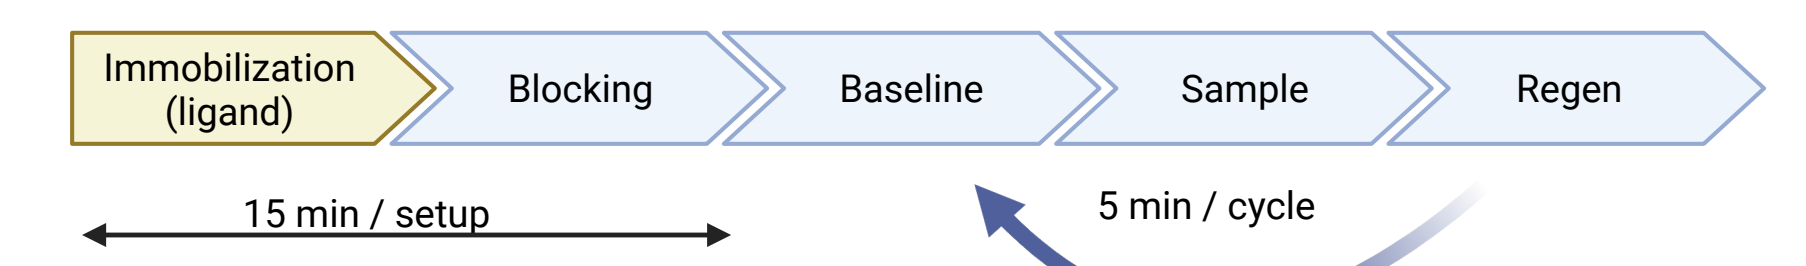 Immobilization
(ligand)
Blocking
Baseline
Sample
Regen
15 min / setup
5 min / cycle